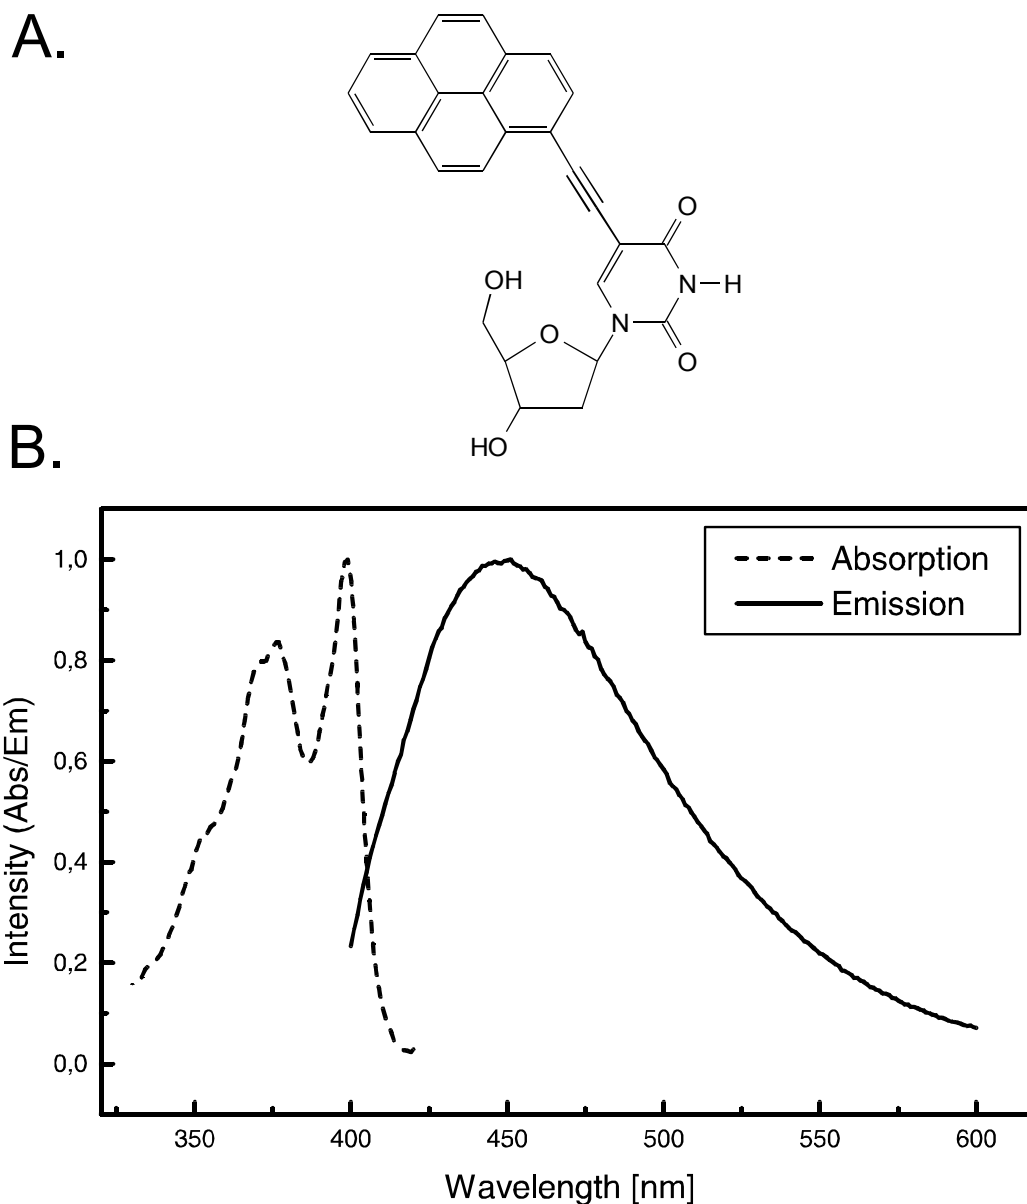 A.
O
N–H
OH
N
O
O
HO
B.
Absorption
Emission
1,0
0,8
0,6
0,4
0,2
0,0
Intensity (Abs/Em)
350 400 450 500 550 600
Wavelength [nm]